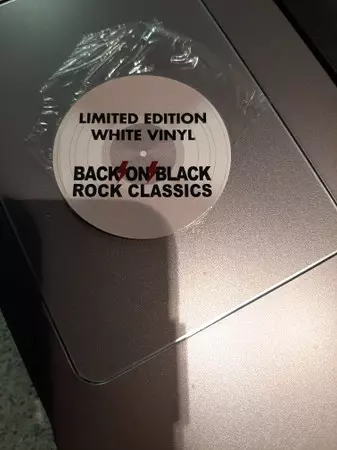 LIMITED EDITION
WHITE VINYL
BACK ON BLACK
ROCK CLASSICS